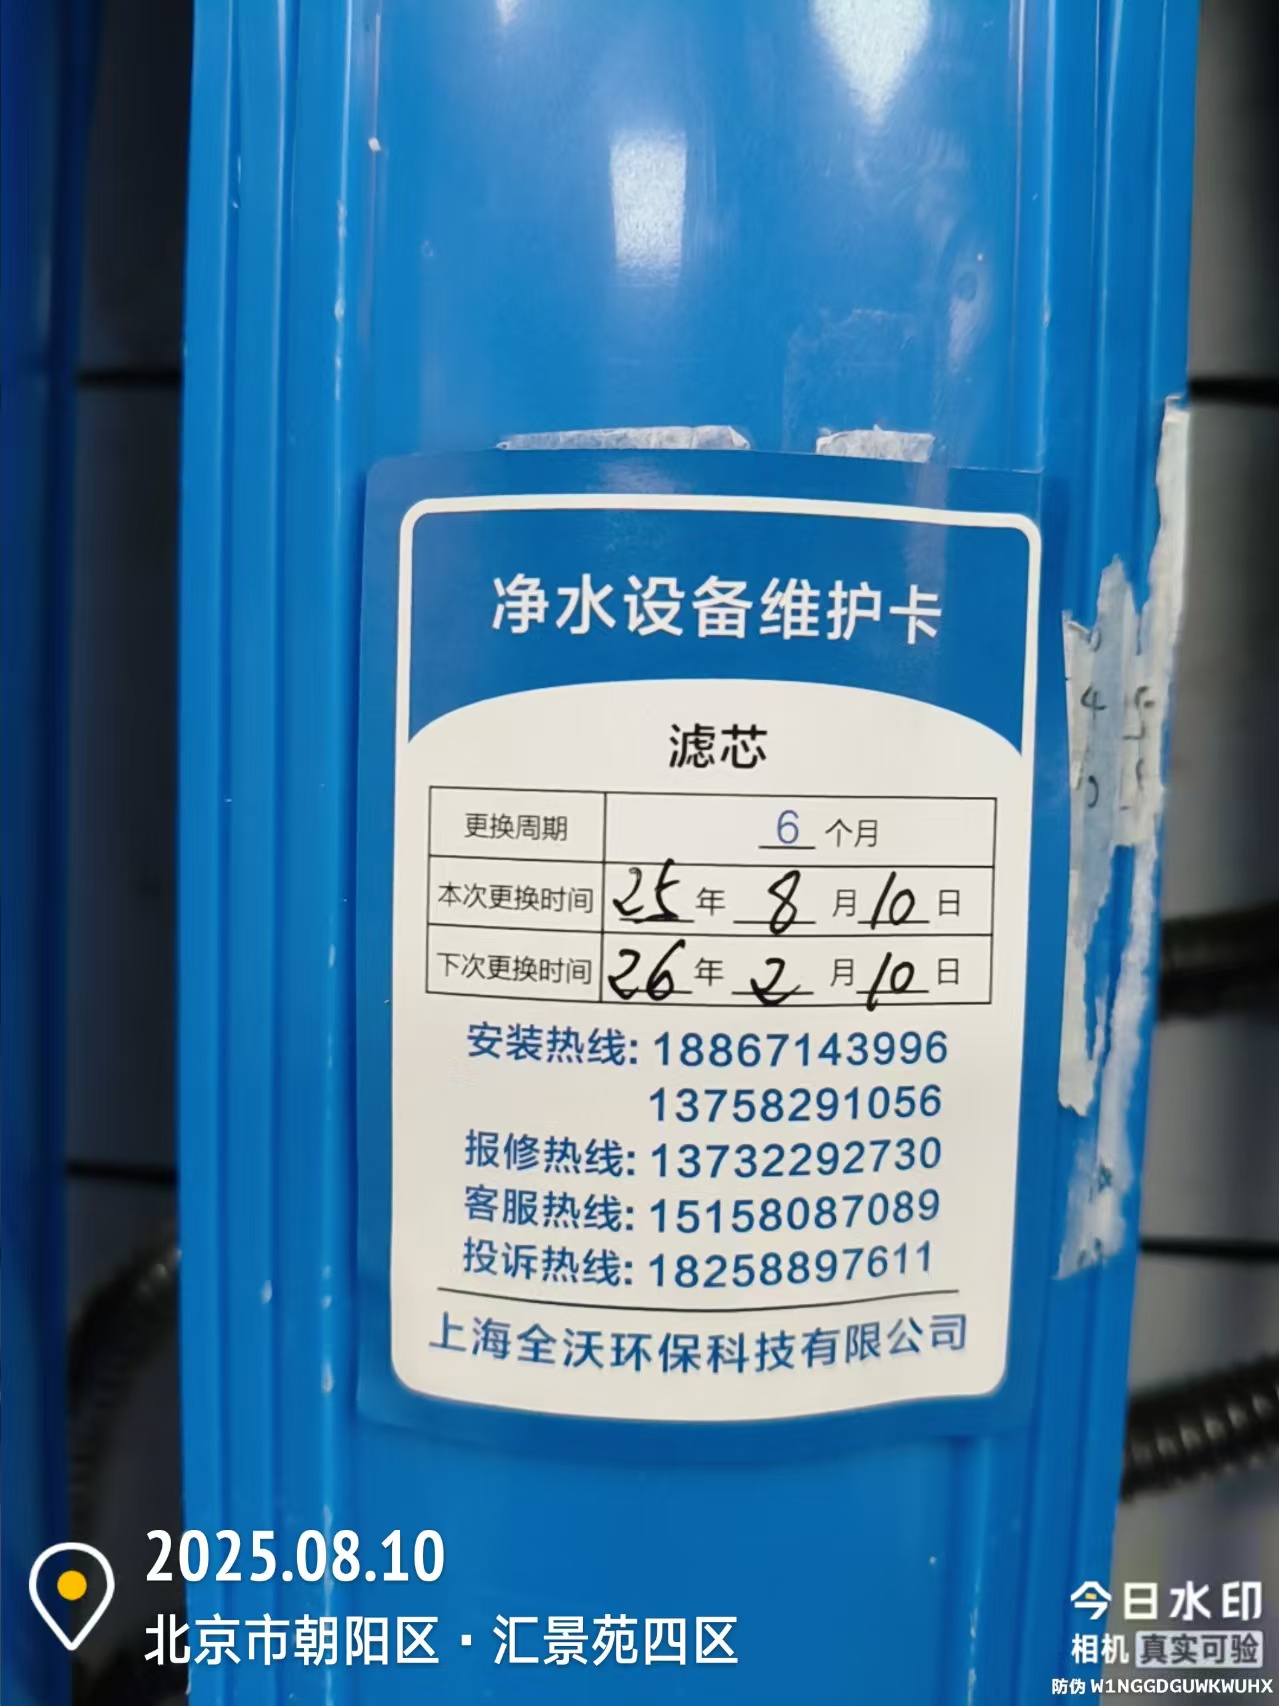 净水设备维护卡
滤芯
更换周期 6 个月
本次更换时间 25 年 8 月 10 日
下次更换时间 26 年 2 月 10 日
安装热线: 18867143996
13758291056
报修热线: 13732292730
客服热线: 15158087089
投诉热线: 18258897611
上海全沃环保科技有限公司
2025.08.10
北京市朝阳区·汇景苑四区
今日水印
相机 真实可验
防伪 W1NGGDGUWKWUHX